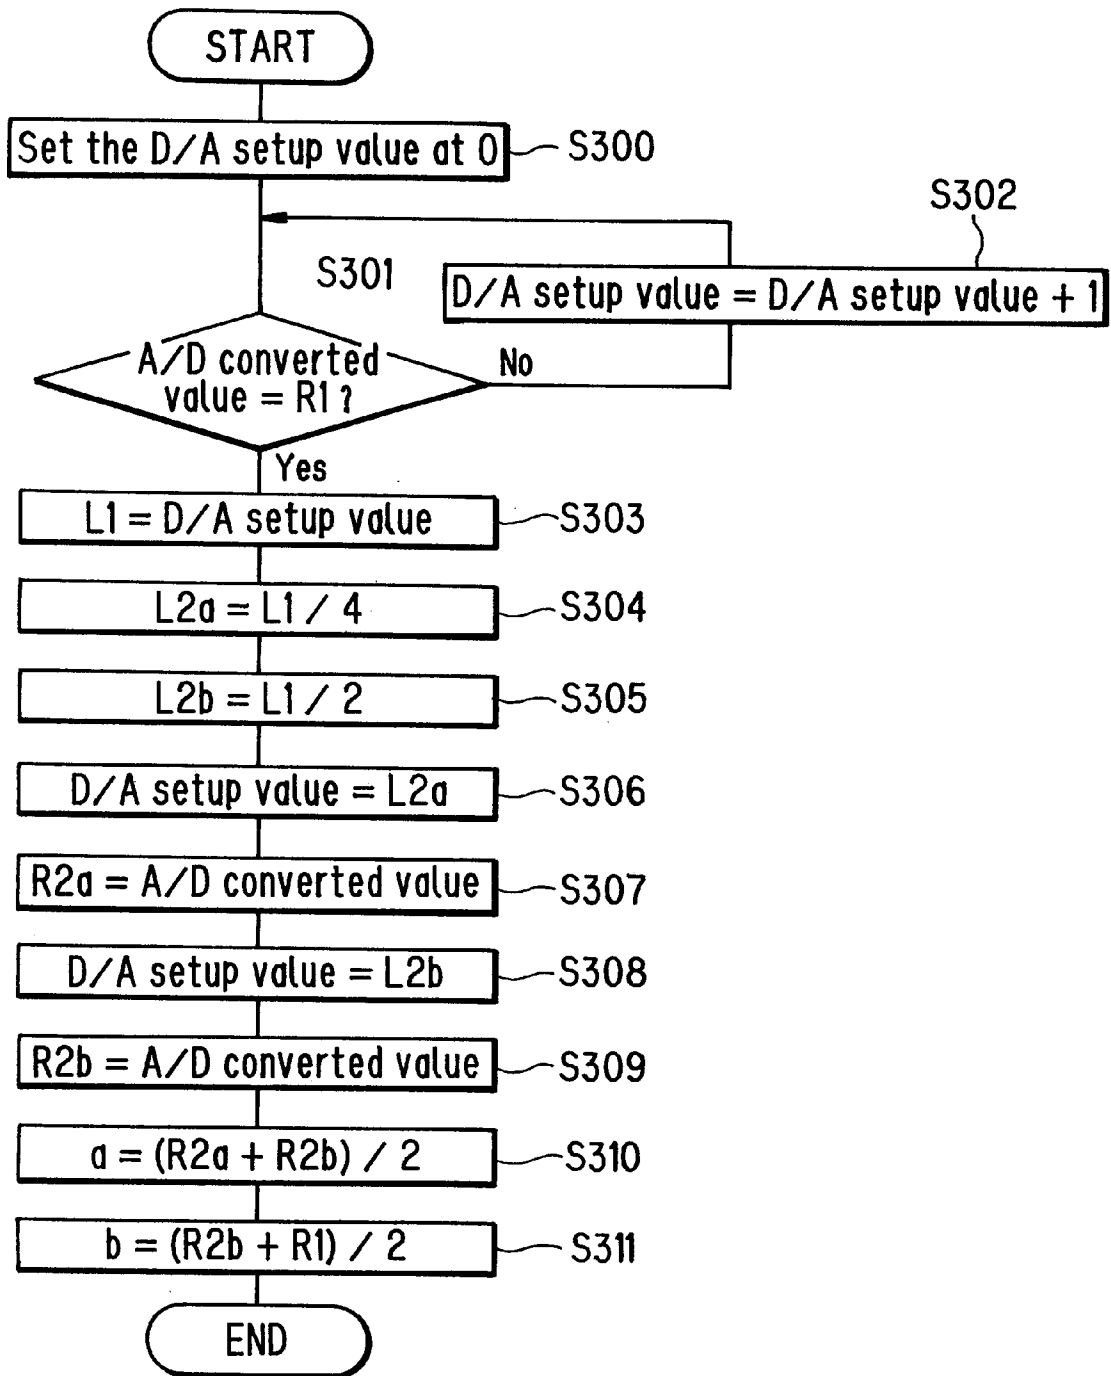 START
Set the D/A setup value at 0
S300
S302
S301
D/A setup value = D/A setup value + 1
A/D converted
value = R1?
No
Yes
L1 = D/A setup value
S303
L2a = L1 / 4
S304
L2b = L1 / 2
S305
D/A setup value = L2a
S306
R2a = A/D converted value
S307
D/A setup value = L2b
S308
R2b = A/D converted value
S309
a = (R2a + R2b) / 2
S310
b = (R2b + R1) / 2
S311
END